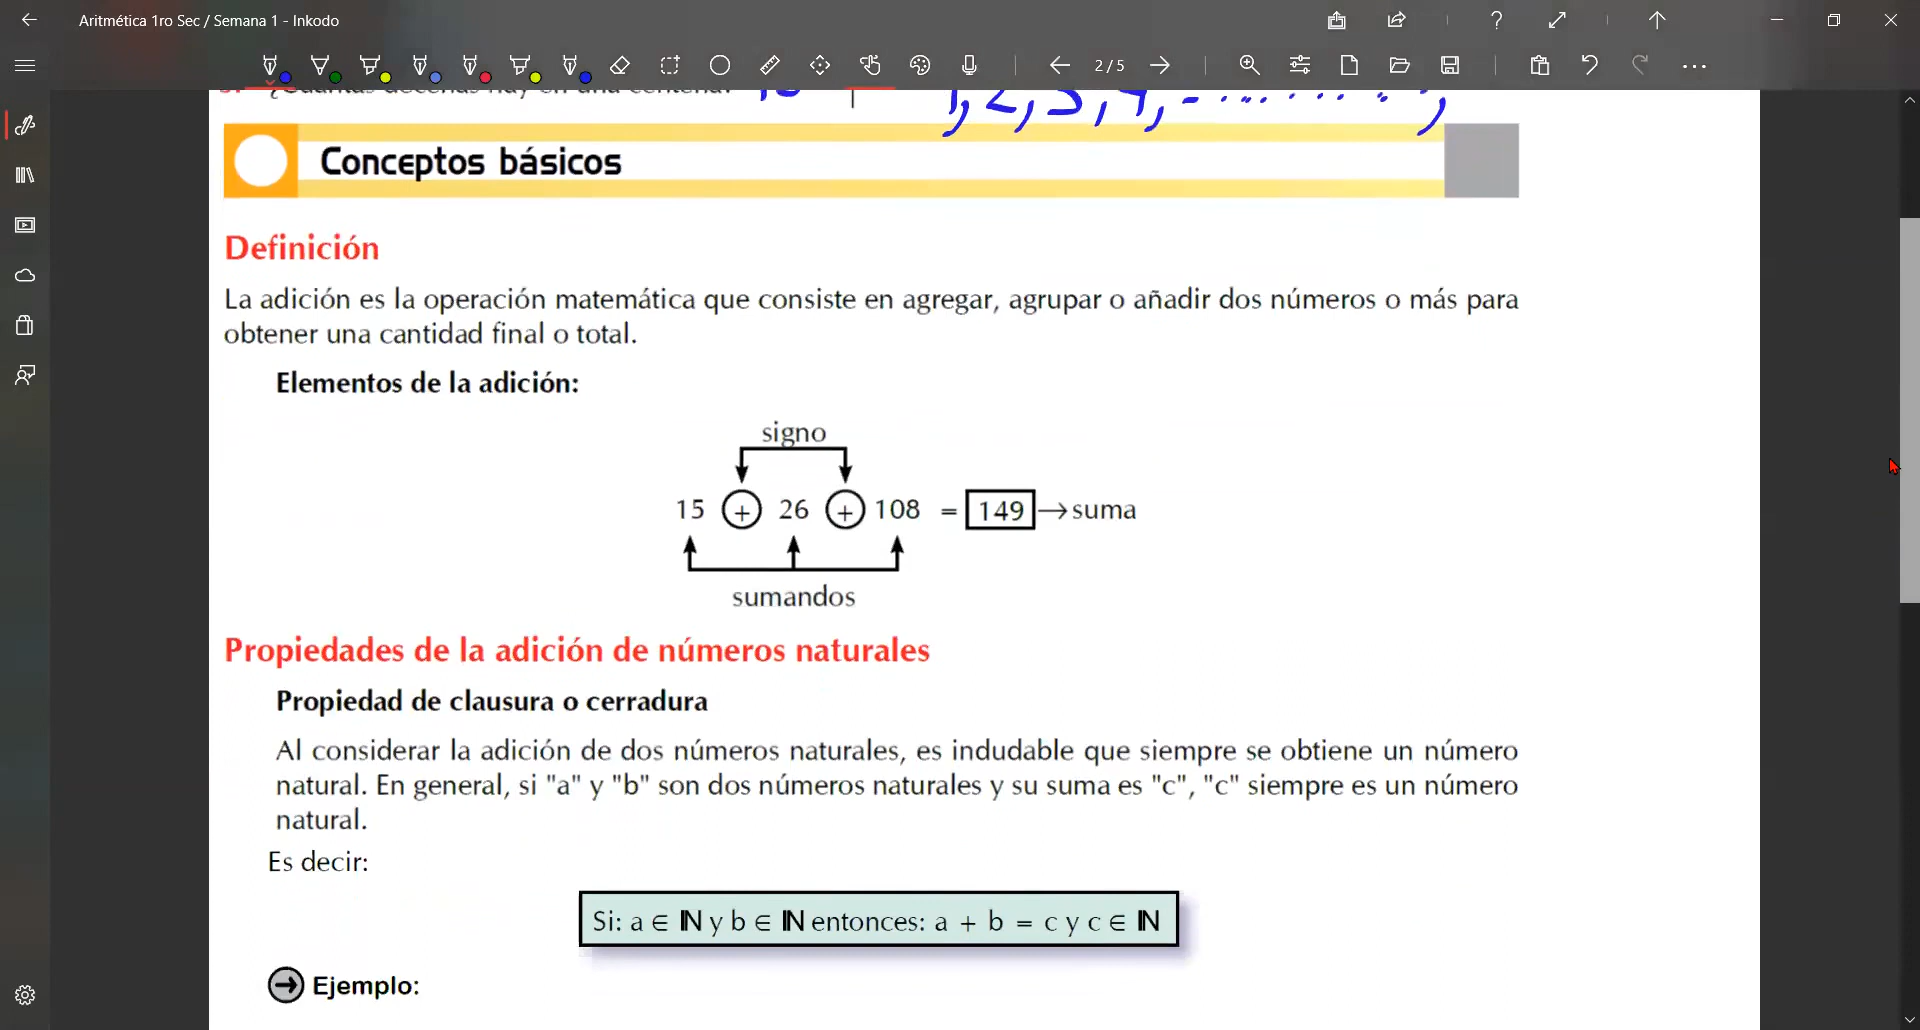 Aritmética 1ro Sec / Semana 1 - Inkodo
2 / 5
1, 2, 3, 4, - ........ ,
Conceptos básicos
Definición
La adición es la operación matemática que consiste en agregar, agrupar o añadir dos números o más para
obtener una cantidad final o total.
Elementos de la adición:
signo
15 + 26 + 108 = 149 → suma
sumandos
Propiedades de la adición de números naturales
Propiedad de clausura o cerradura
Al considerar la adición de dos números naturales, es indudable que siempre se obtiene un número
natural. En general, si "a" y "b" son dos números naturales y su suma es "c", "c" siempre es un número
natural.
Es decir:
Si: a ∈ ℕ y b ∈ ℕ entonces: a + b = c y c ∈ ℕ
Ejemplo: